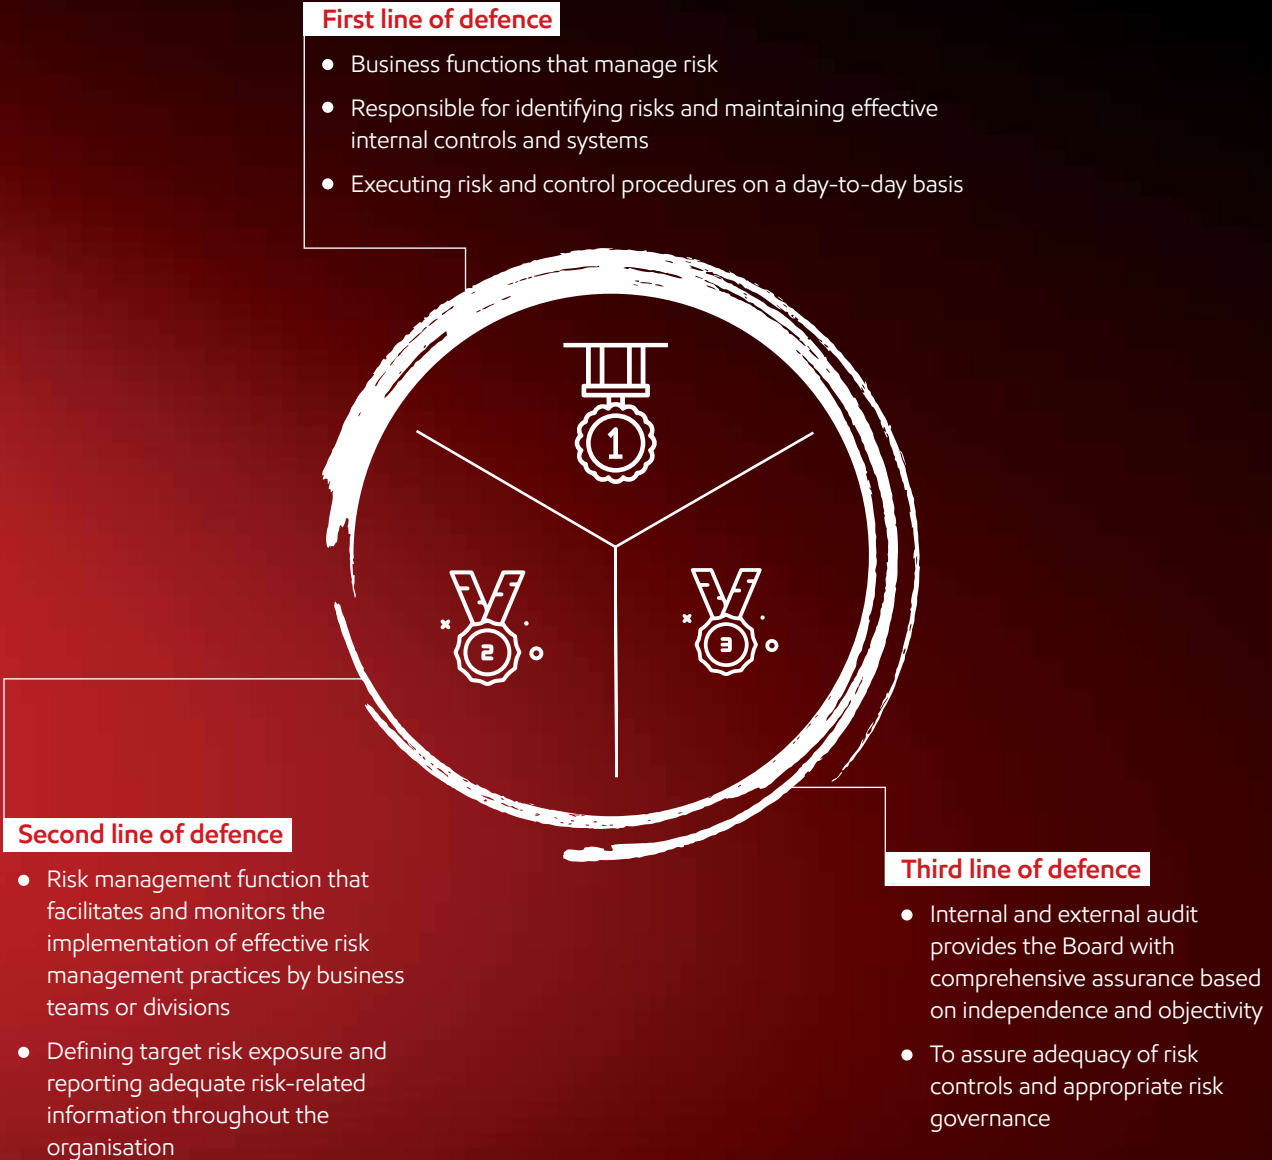 First line of defence
● Business functions that manage risk
● Responsible for identifying risks and maintaining effective
internal controls and systems
● Executing risk and control procedures on a day-to-day basis
1
2
3
Second line of defence
● Risk management function that
facilitates and monitors the
implementation of effective risk
management practices by business
teams or divisions
● Defining target risk exposure and
reporting adequate risk-related
information throughout the
organisation
Third line of defence
● Internal and external audit
provides the Board with
comprehensive assurance based
on independence and objectivity
● To assure adequacy of risk
controls and appropriate risk
governance